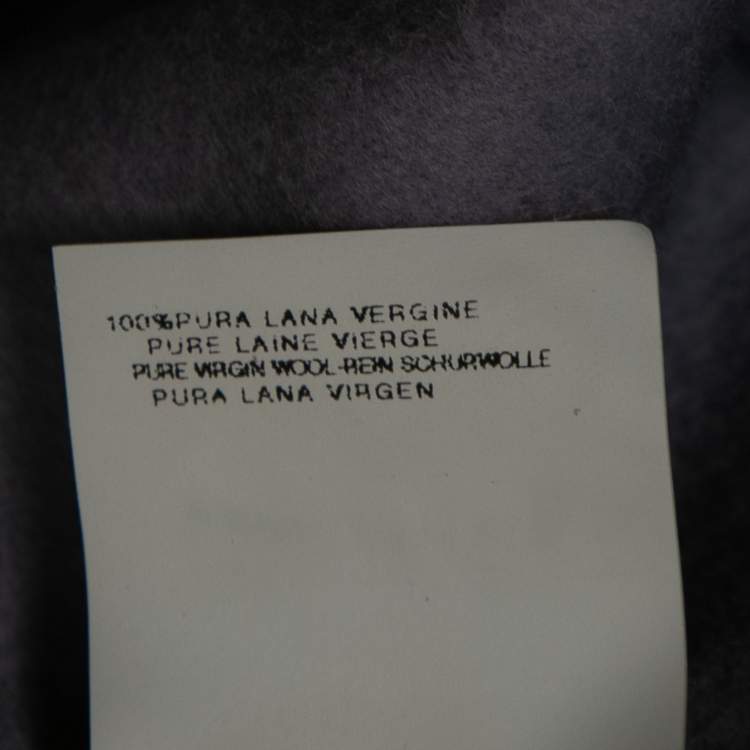 100%PURA LANA VERGINE
PURE LAINE VIERGE
PURE VIRGIN WOOL-REIN SCHURWOLLE
PURA LANA VIRGEN